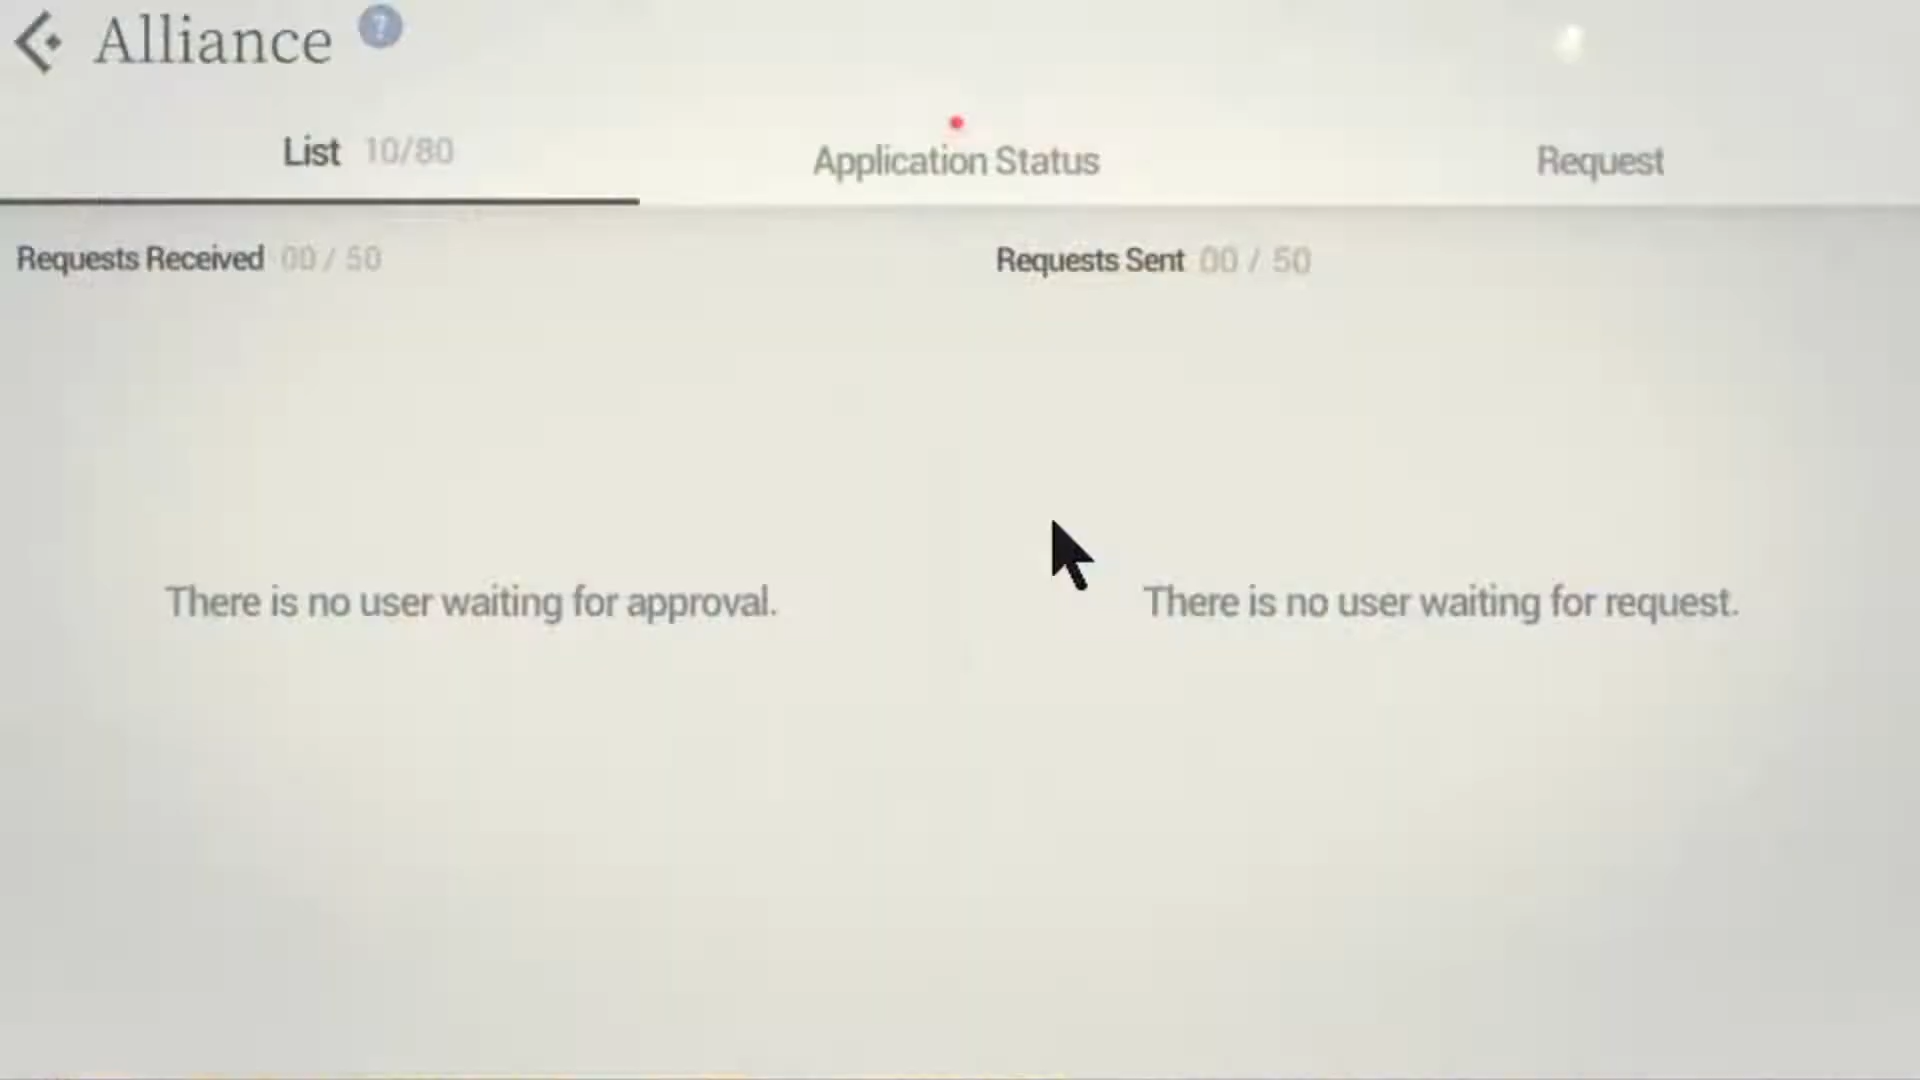 Alliance ?
List 10/80
Application Status
Request
Requests Received 00 / 50
Requests Sent 00 / 50
There is no user waiting for approval.
There is no user waiting for request.